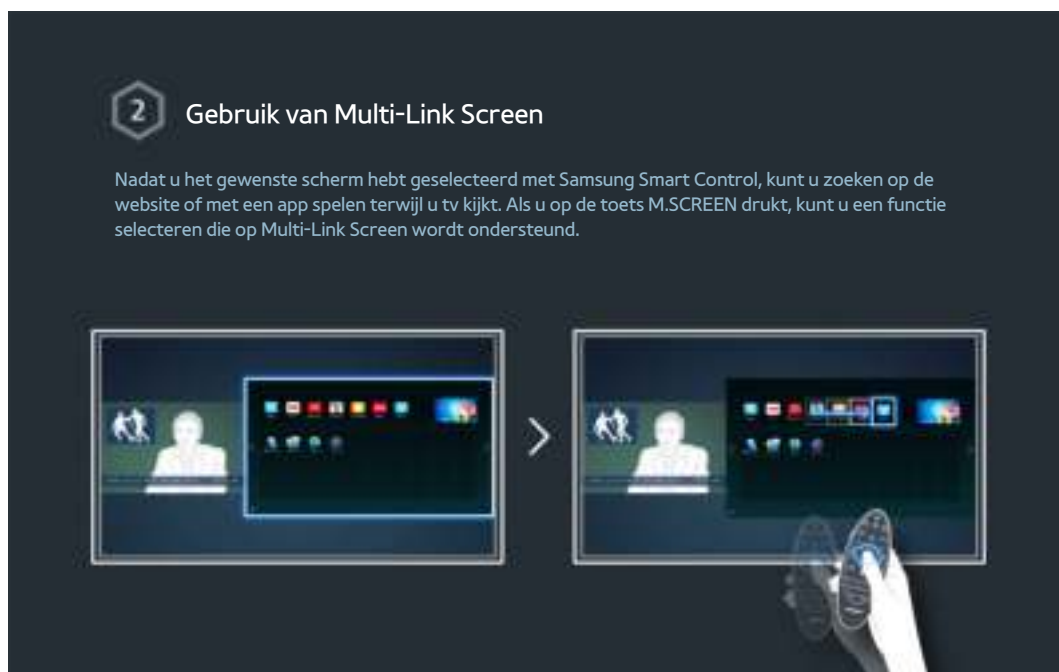 2
Gebruik van Multi-Link Screen
Nadat u het gewenste scherm hebt geselecteerd met Samsung Smart Control, kunt u zoeken op de
website of met een app spelen terwijl u tv kijkt. Als u op de toets M.SCREEN drukt, kunt u een functie
selecteren die op Multi-Link Screen wordt ondersteund.